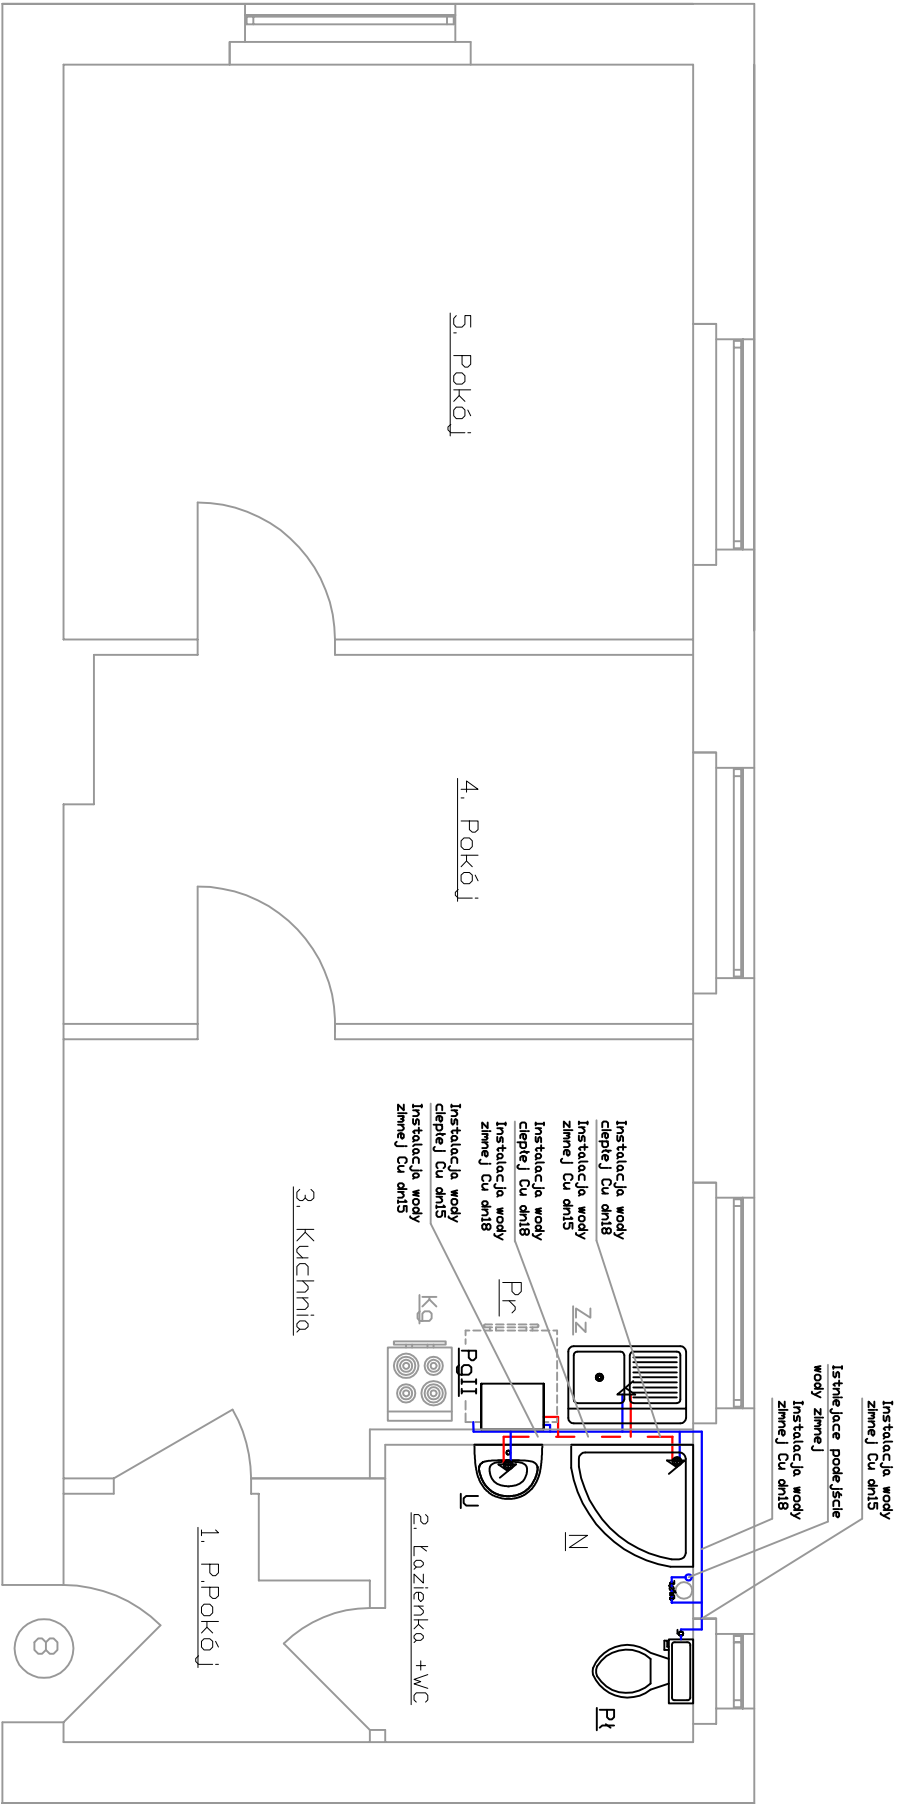 5. Pokój
4. Pokój
3. Kuchnia
2. Łazienka +WC
1. P.Pokój
8
Instalacja wody
ciepłej Cu dn18
Instalacja wody
zimnej Cu dn15
Instalacja wody
ciepłej Cu dn18
Instalacja wody
zimnej Cu dn18
Instalacja wody
ciepłej Cu dn15
Instalacja wody
zimnej Cu dn15
Instalacja wody
zimnej Cu dn15
Istniejace podejście
wody zimnej
Instalacja wody
zimnej Cu dn18
Zz
Pr
Kg
PgII
U
N
Pł